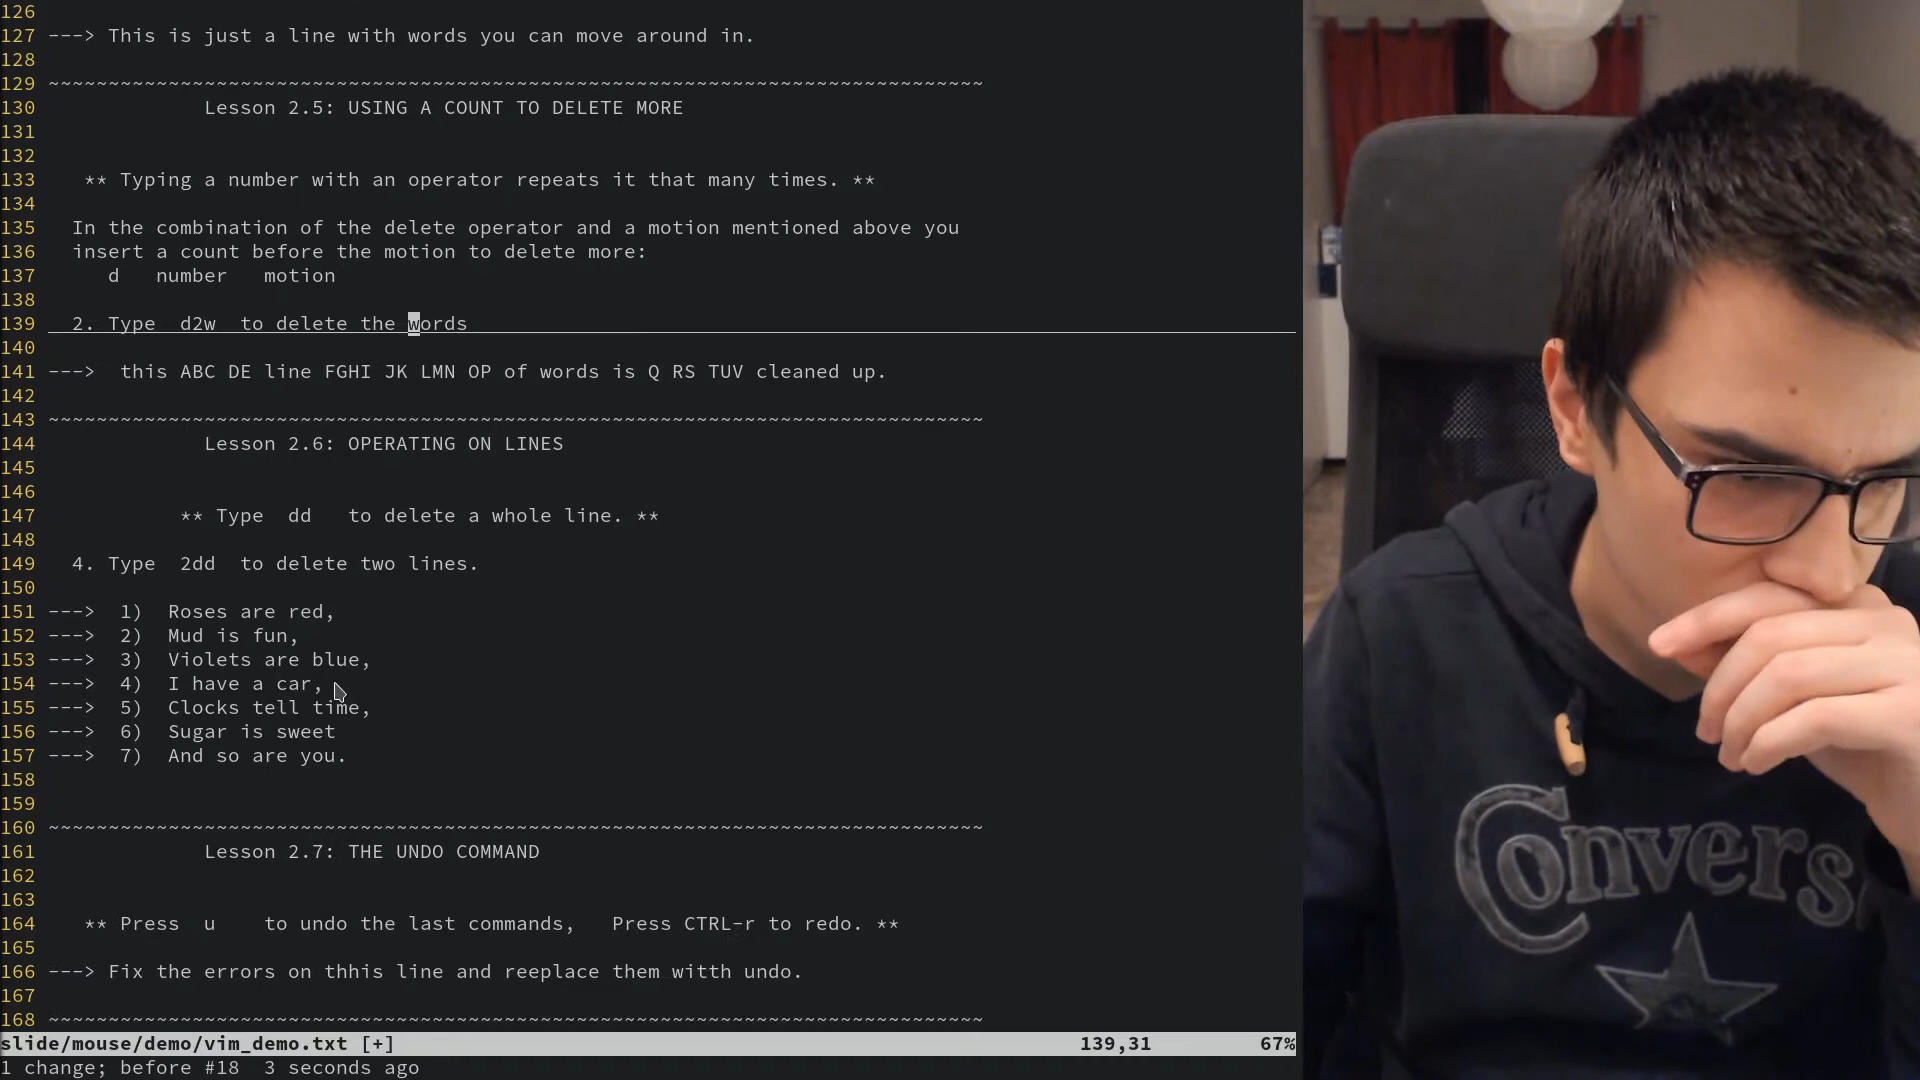 126
127 ---> This is just a line with words you can move around in.
128
129 ~~~~~~~~~~~~~~~~~~~~~~~~~~~~~~~~~~~~~~~~~~~~~~~~~~~~~~~~~~~~~~~~~~~~~~~~~~~~~~
130 Lesson 2.5: USING A COUNT TO DELETE MORE
131
132
133 ** Typing a number with an operator repeats it that many times. **
134
135 In the combination of the delete operator and a motion mentioned above you
136 insert a count before the motion to delete more:
137 d number motion
138
139 2. Type d2w to delete the words
140
141 ---> this ABC DE line FGHI JK LMN OP of words is Q RS TUV cleaned up.
142
143 ~~~~~~~~~~~~~~~~~~~~~~~~~~~~~~~~~~~~~~~~~~~~~~~~~~~~~~~~~~~~~~~~~~~~~~~~~~~~~~
144 Lesson 2.6: OPERATING ON LINES
145
146
147 ** Type dd to delete a whole line. **
148
149 4. Type 2dd to delete two lines.
150
151 ---> 1) Roses are red,
152 ---> 2) Mud is fun,
153 ---> 3) Violets are blue,
154 ---> 4) I have a car,
155 ---> 5) Clocks tell time,
156 ---> 6) Sugar is sweet
157 ---> 7) And so are you.
158
159
160 ~~~~~~~~~~~~~~~~~~~~~~~~~~~~~~~~~~~~~~~~~~~~~~~~~~~~~~~~~~~~~~~~~~~~~~~~~~~~~~
161 Lesson 2.7: THE UNDO COMMAND
162
163
164 ** Press u to undo the last commands, Press CTRL-r to redo. **
165
166 ---> Fix the errors on thhis line and reeplace them witth undo.
167
168 ~~~~~~~~~~~~~~~~~~~~~~~~~~~~~~~~~~~~~~~~~~~~~~~~~~~~~~~~~~~~~~~~~~~~~~~~~~~~~~
slide/mouse/demo/vim_demo.txt [+] 139,31 67%
1 change; before #18 3 seconds ago
Convers